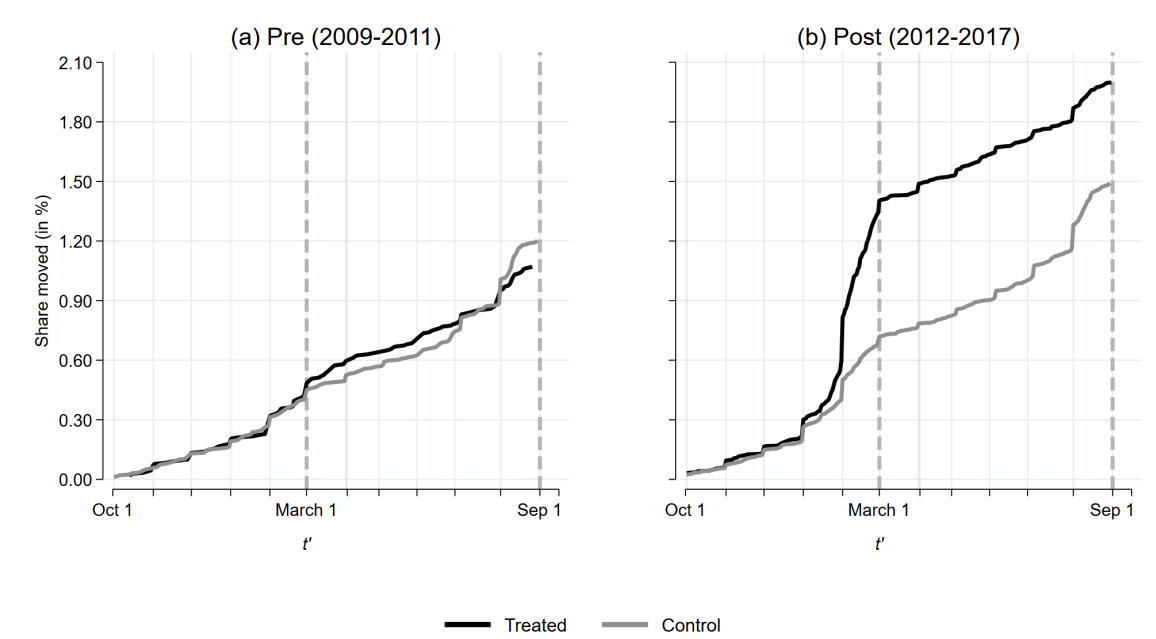 (a) Pre (2009-2011)
(b) Post (2012-2017)
Share moved (in %)
2.10
1.80
1.50
1.20
0.90
0.60
0.30
0.00
Oct 1 March 1 Sep 1
Oct 1 March 1 Sep 1
t'
t'
Treated Control